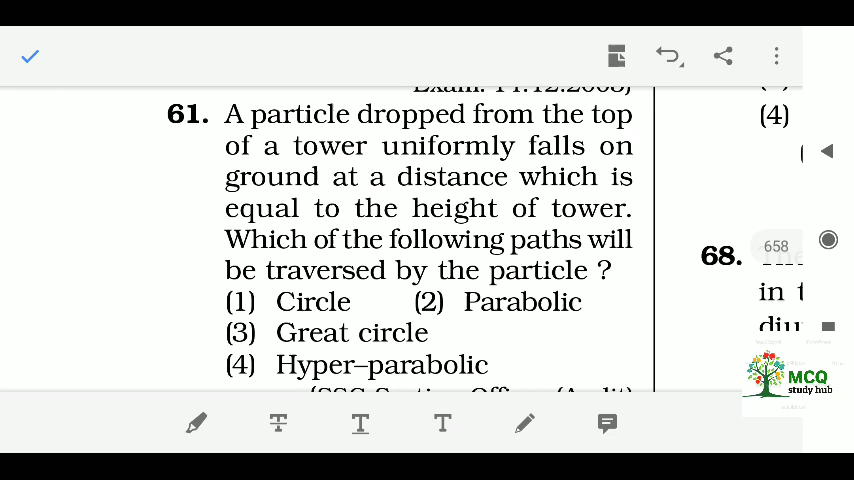 61. A particle dropped from the top
of a tower uniformly falls on
ground at a distance which is
equal to the height of tower.
Which of the following paths will
be traversed by the particle ?
(1) Circle (2) Parabolic
(3) Great circle
(4) Hyper–parabolic
(4)
658
68.
in t
MCQ
study hub
T